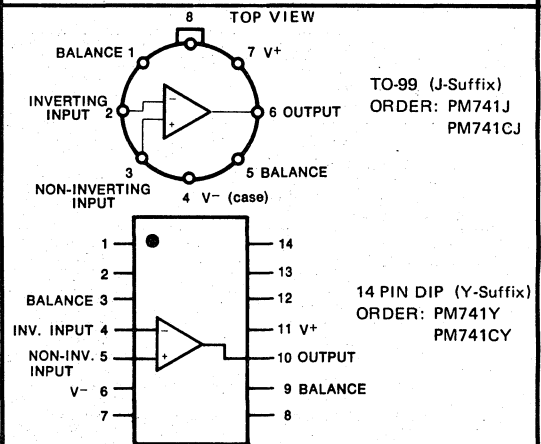 8 TOP VIEW
BALANCE 1
7 V+
INVERTING
INPUT 2
−
+
6 OUTPUT
3
5 BALANCE
NON-INVERTING
INPUT
4 V− (case)
TO-99 (J-Suffix)
ORDER: PM741J
PM741CJ
1
14
2
13
BALANCE 3
12
INV. INPUT 4
−
11 V+
NON-INV. 5
INPUT
+
10 OUTPUT
V− 6
9 BALANCE
7
8
14 PIN DIP (Y-Suffix)
ORDER: PM741Y
PM741CY